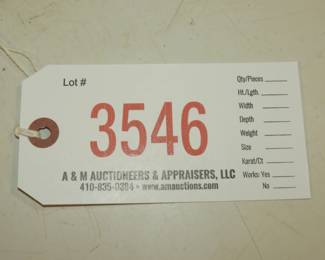 Lot #
3546
A & M AUCTIONEERS & APPRAISERS, LLC
410-835-0384 • www.amauctions.com
Qty/Pieces
Ht./Lgth.
Width
Depth
Weight
Size
Karat/Ct
Works: Yes
No